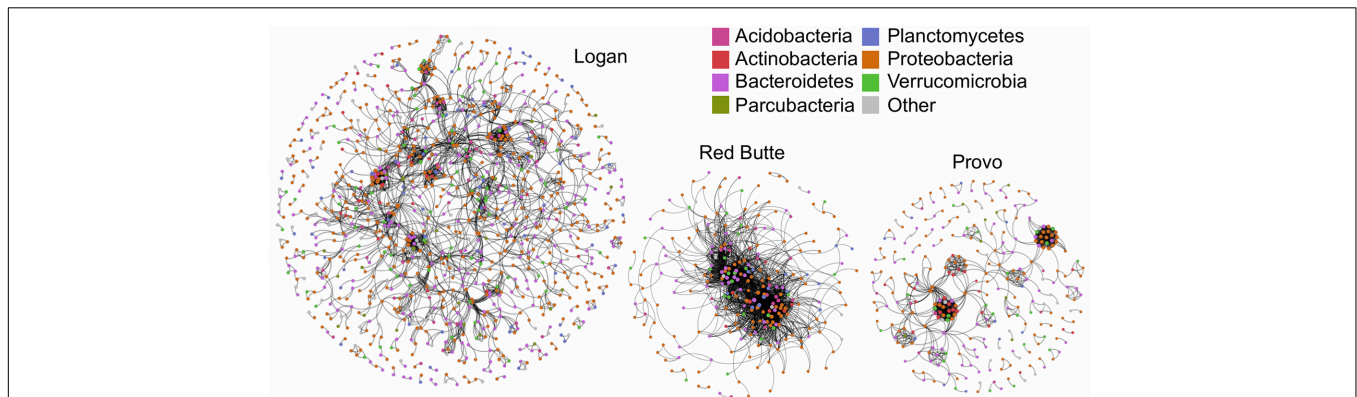 Logan
Acidobacteria
Planctomycetes
Actinobacteria
Proteobacteria
Bacteroidetes
Verrucomicrobia
Parcubacteria
Other
Red Butte
Provo